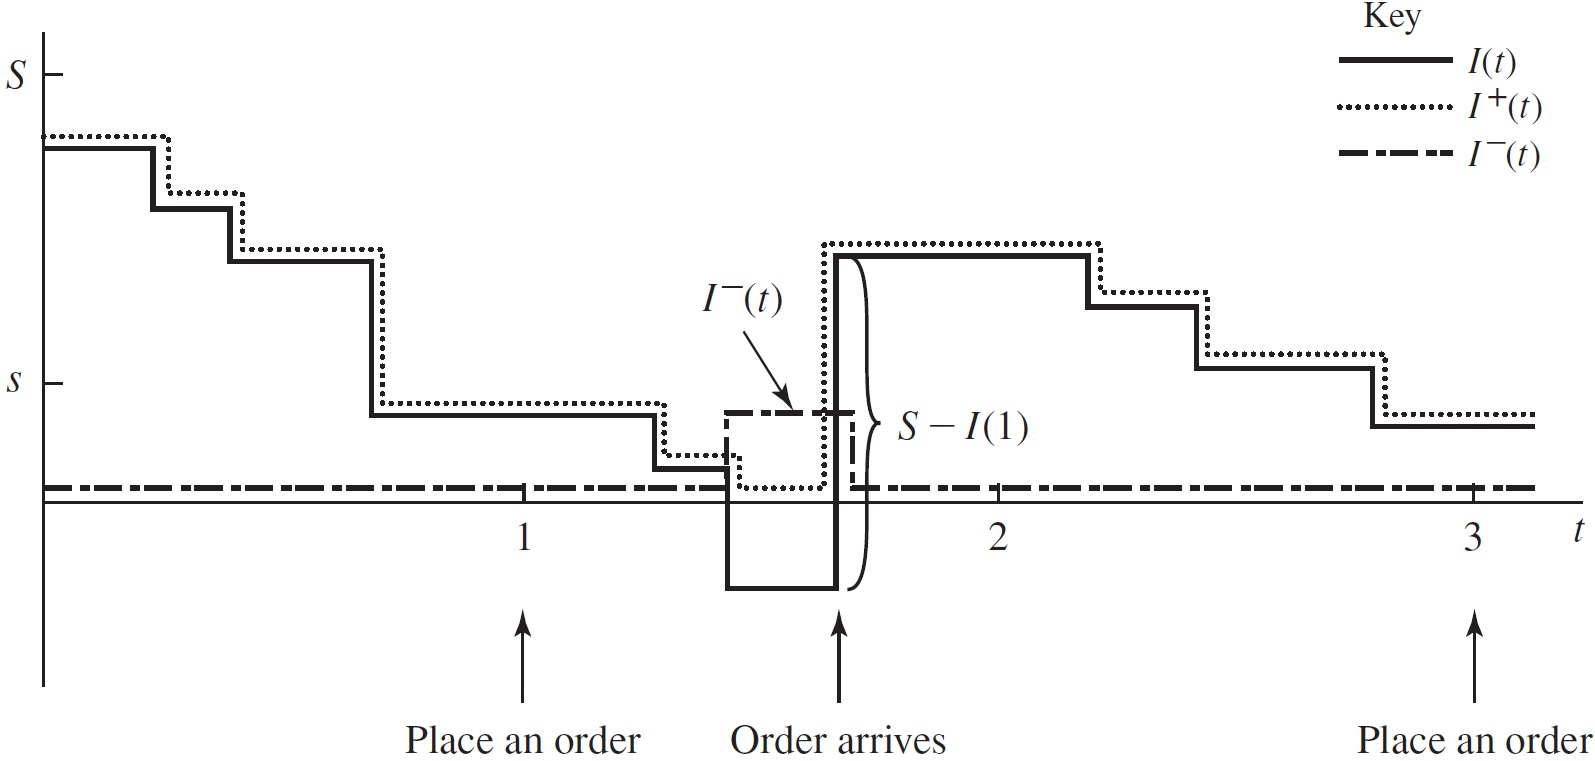 Key
S
I(t)
I⁺(t)
I⁻(t)
I⁻(t)
s
S − I(1)
1
2
3
t
Place an order
Order arrives
Place an order